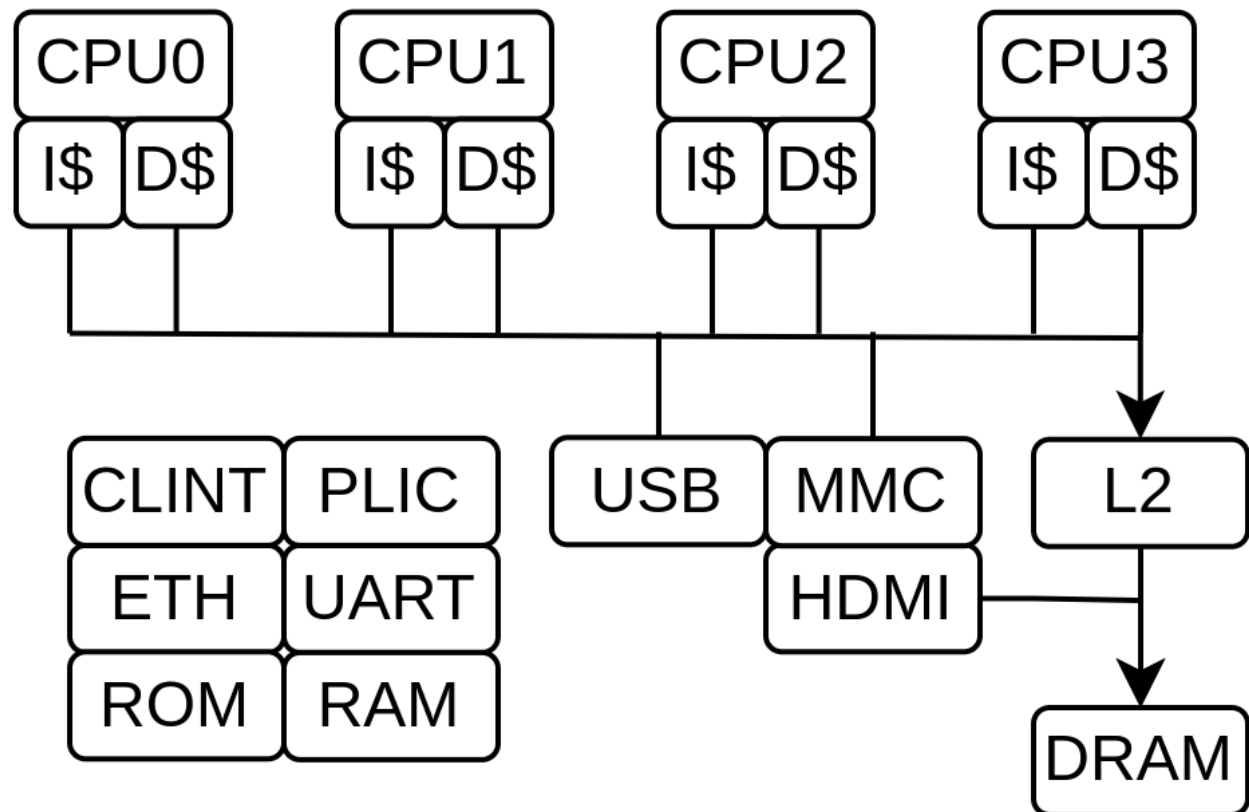 CPU0 CPU1 CPU2 CPU3
I$ D$ I$ D$ I$ D$ I$ D$
CLINT PLIC USB MMC L2
ETH UART HDMI
ROM RAM
DRAM